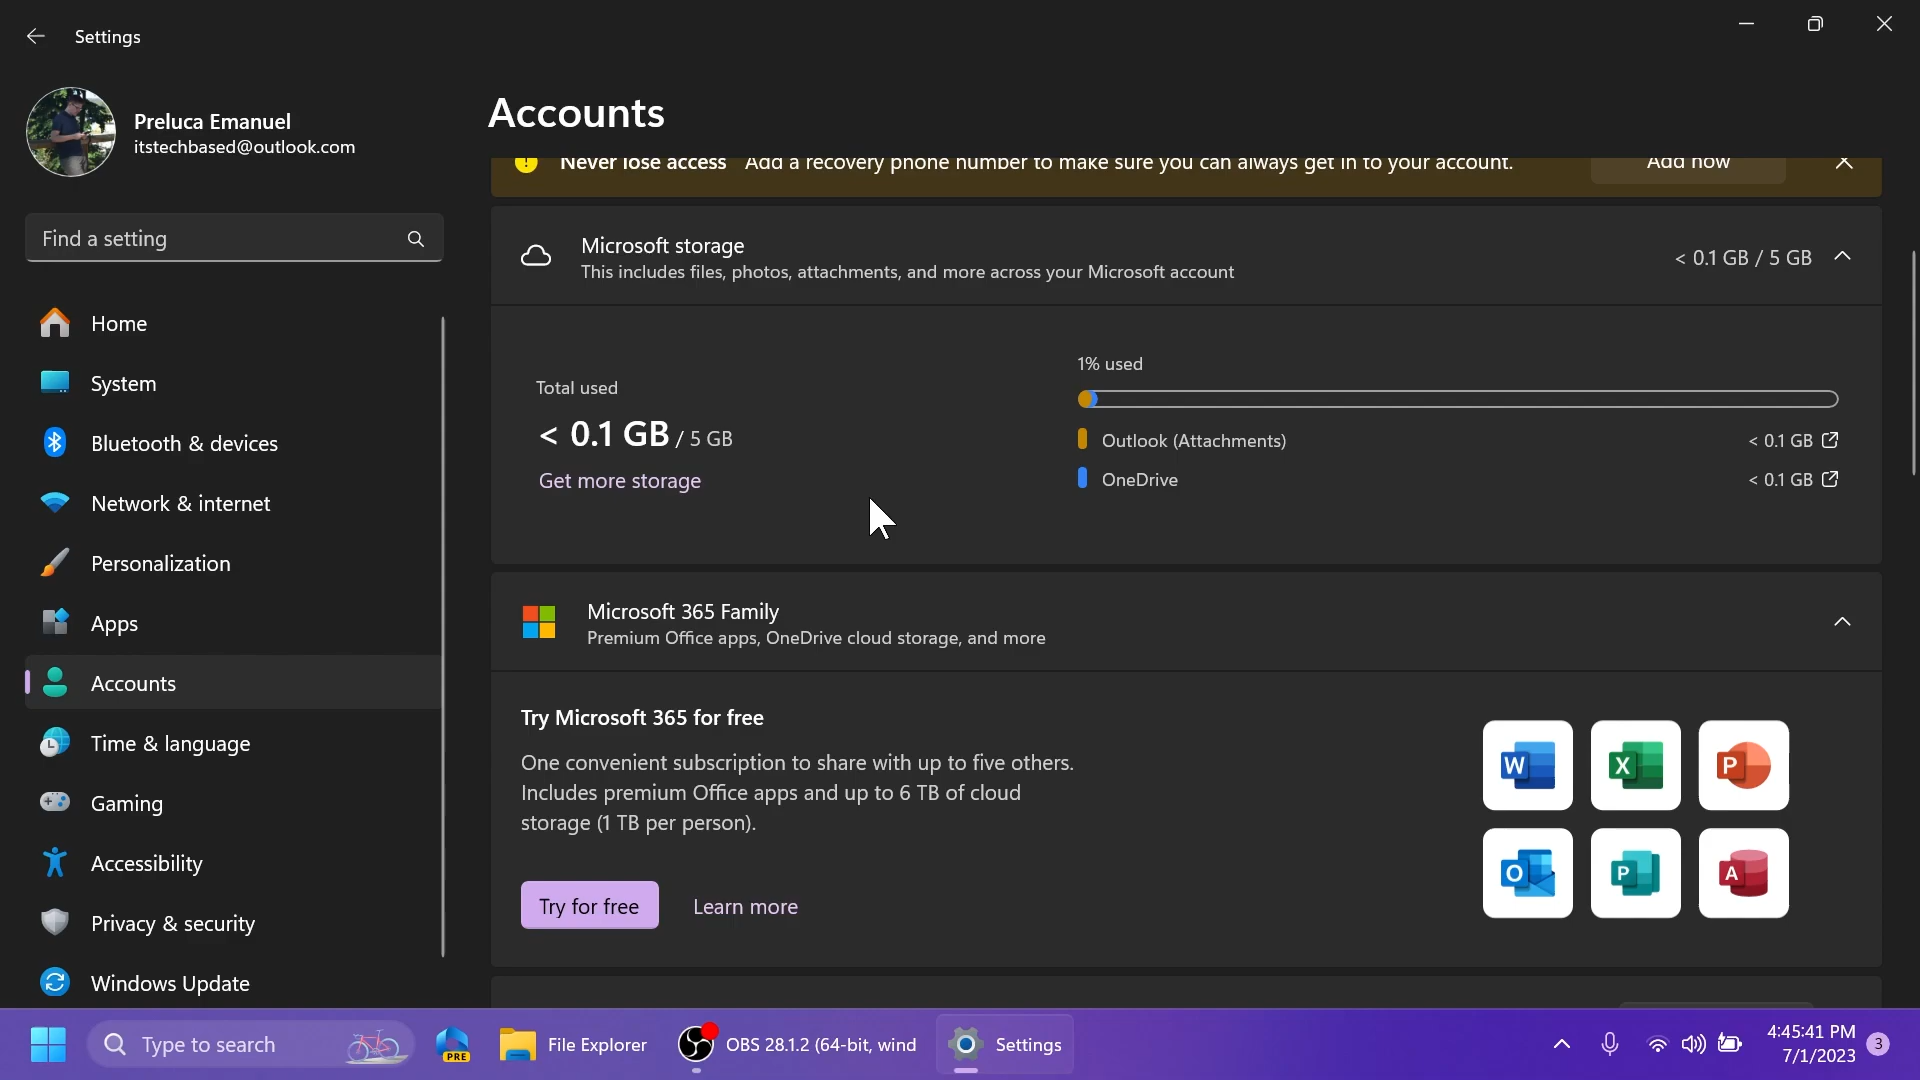 Settings
Preluca Emanuel
itstechbased@outlook.com
Find a setting
Home
System
Bluetooth & devices
Network & internet
Personalization
Apps
Accounts
Time & language
Gaming
Accessibility
Privacy & security
Windows Update
Accounts
Never lose access Add a recovery phone number to make sure you can always get in to your account. Add now
Microsoft storage
This includes files, photos, attachments, and more across your Microsoft account
< 0.1 GB / 5 GB
Total used
< 0.1 GB / 5 GB
Get more storage
1% used
Outlook (Attachments) < 0.1 GB
OneDrive < 0.1 GB
Microsoft 365 Family
Premium Office apps, OneDrive cloud storage, and more
Try Microsoft 365 for free
One convenient subscription to share with up to five others.
Includes premium Office apps and up to 6 TB of cloud
storage (1 TB per person).
Try for free Learn more
W X P
O P A
Type to search
PRE
File Explorer
OBS 28.1.2 (64-bit, wind
Settings
4:45:41 PM
7/1/2023
3